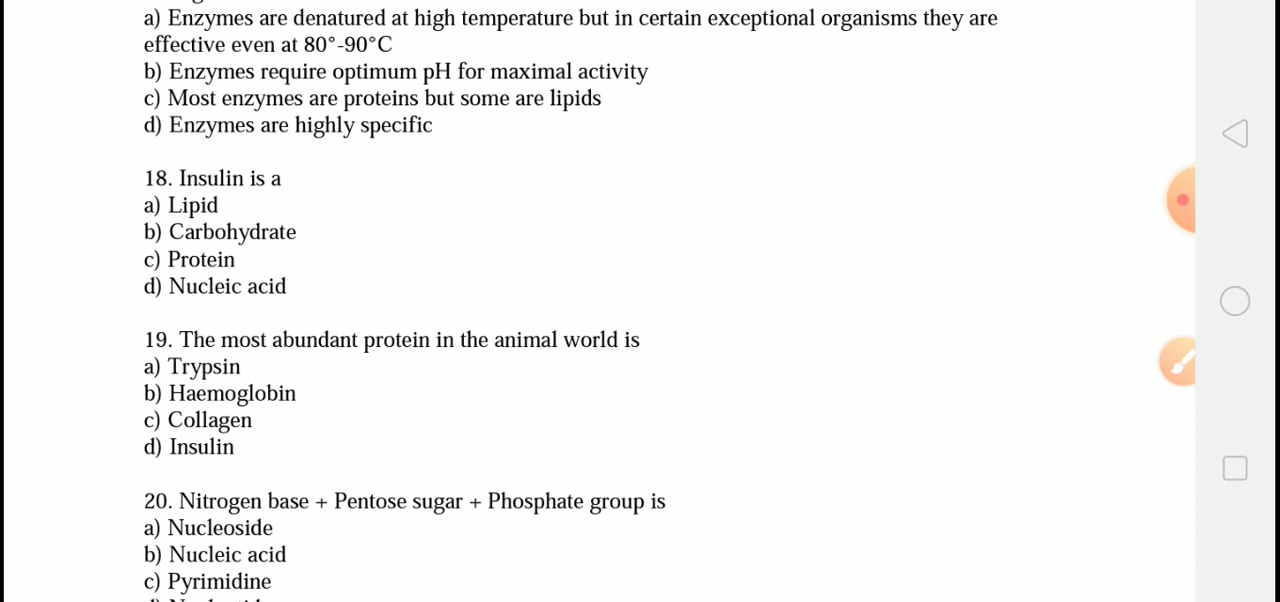 a) Enzymes are denatured at high temperature but in certain exceptional organisms they are
effective even at 80°-90°C
b) Enzymes require optimum pH for maximal activity
c) Most enzymes are proteins but some are lipids
d) Enzymes are highly specific
18. Insulin is a
a) Lipid
b) Carbohydrate
c) Protein
d) Nucleic acid
19. The most abundant protein in the animal world is
a) Trypsin
b) Haemoglobin
c) Collagen
d) Insulin
20. Nitrogen base + Pentose sugar + Phosphate group is
a) Nucleoside
b) Nucleic acid
c) Pyrimidine